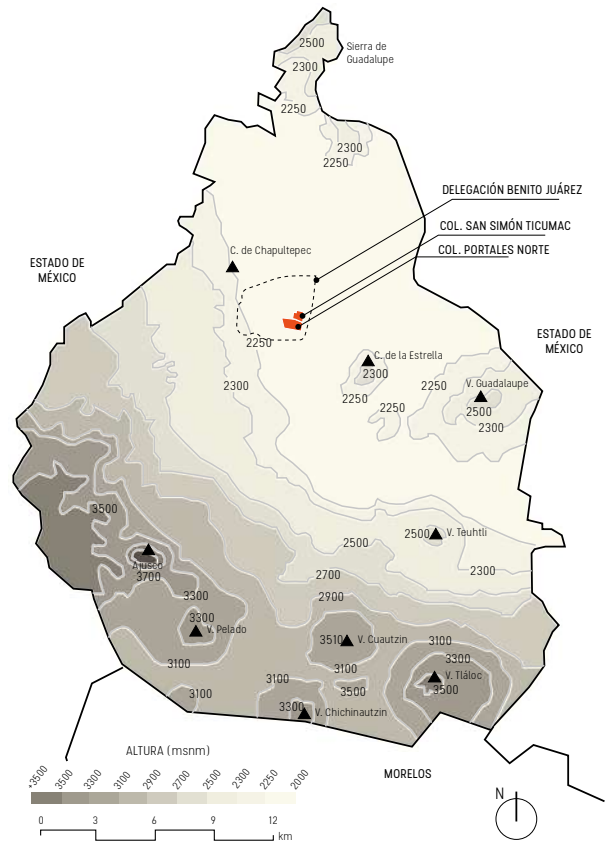 2500
Sierra de
Guadalupe
2300
2250
2300
2250
DELEGACIÓN BENITO JUÁREZ
COL. SAN SIMÓN TICUMAC
COL. PORTALES NORTE
C. de Chapultepec
ESTADO DE
MÉXICO
ESTADO DE
MÉXICO
2250
C. de la Estrella
2300
2300
2250
2250
2250
V. Guadalaupe
2500
2300
3500
2500
V. Teuhtli
2500
2300
Ajusco
3700
2700
3300
2900
3300
V. Pelado
3510
V. Cuautzin
3100
3300
3100
3100
V. Tláloc
3100
3500
3500
3100
3300
V. Chichinautzin
ALTURA (msnm)
+3500 3500 3300 3100 2900 2700 2500 2300 2250 2000
MORELOS
N
0 3 6 9 12
km